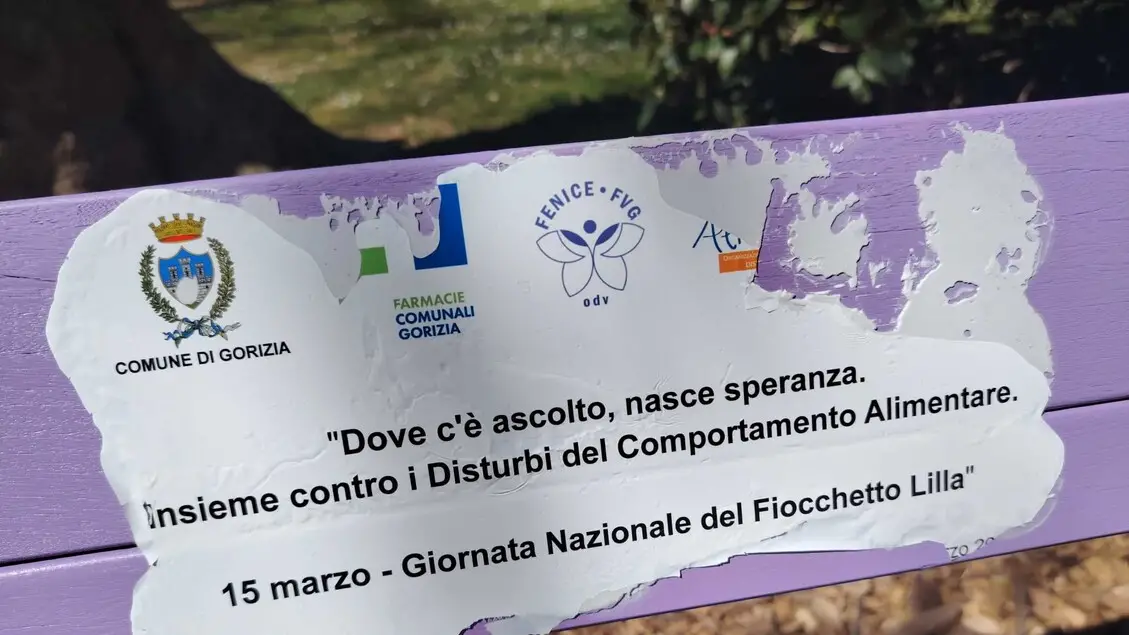 COMUNE DI GORIZIA
FARMACIE
COMUNALI
GORIZIA
FENICE • FVG
odv
"Dove c'è ascolto, nasce speranza.
Insieme contro i Disturbi del Comportamento Alimentare.
15 marzo - Giornata Nazionale del Fiocchetto Lilla"